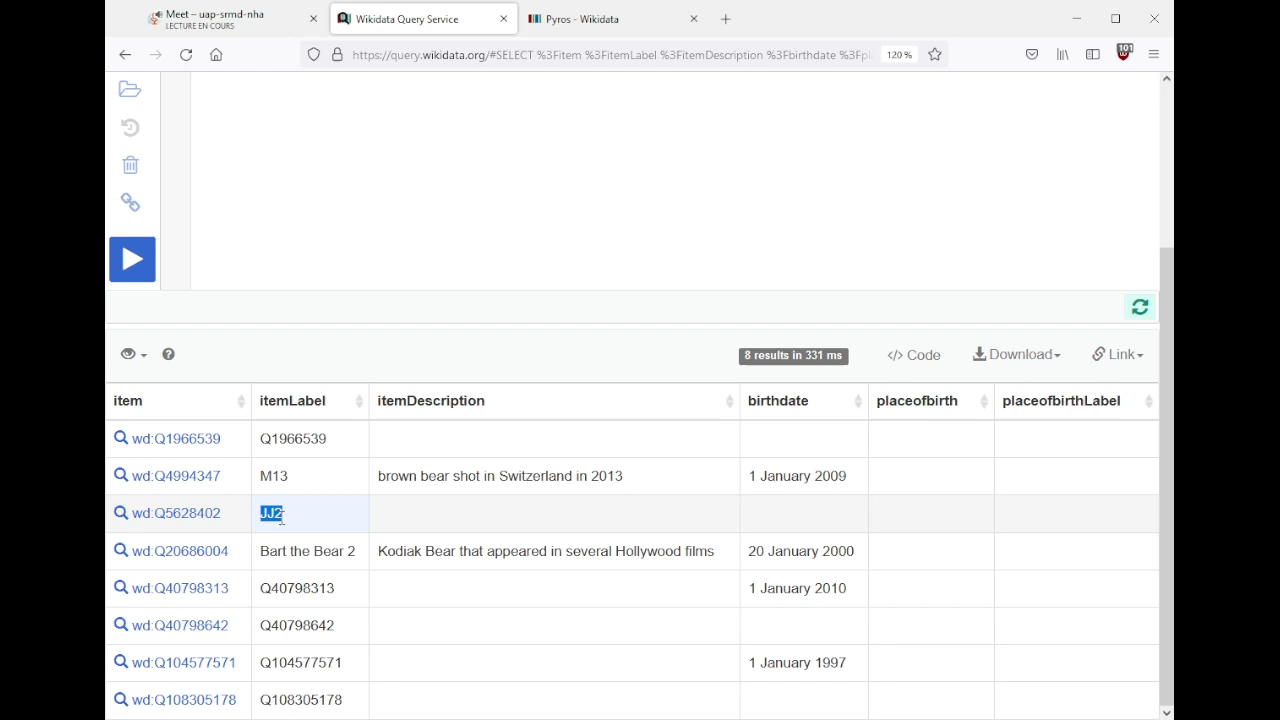 Meet – uap-srmd-nha
LECTURE EN COURS
Wikidata Query Service
Pyros - Wikidata
https://query.wikidata.org/#SELECT %3Fitem %3FitemLabel %3FitemDescription %3Fbirthdate %3Fpl
120 %
101
8 results in 331 ms
</> Code
Download
Link
item itemLabel itemDescription birthdate placeofbirth placeofbirthLabel
wd:Q1966539 Q1966539
wd:Q4994347 M13 brown bear shot in Switzerland in 2013 1 January 2009
wd:Q5628402 JJ2
wd:Q20686004 Bart the Bear 2 Kodiak Bear that appeared in several Hollywood films 20 January 2000
wd:Q40798313 Q40798313 1 January 2010
wd:Q40798642 Q40798642
wd:Q104577571 Q104577571 1 January 1997
wd:Q108305178 Q108305178